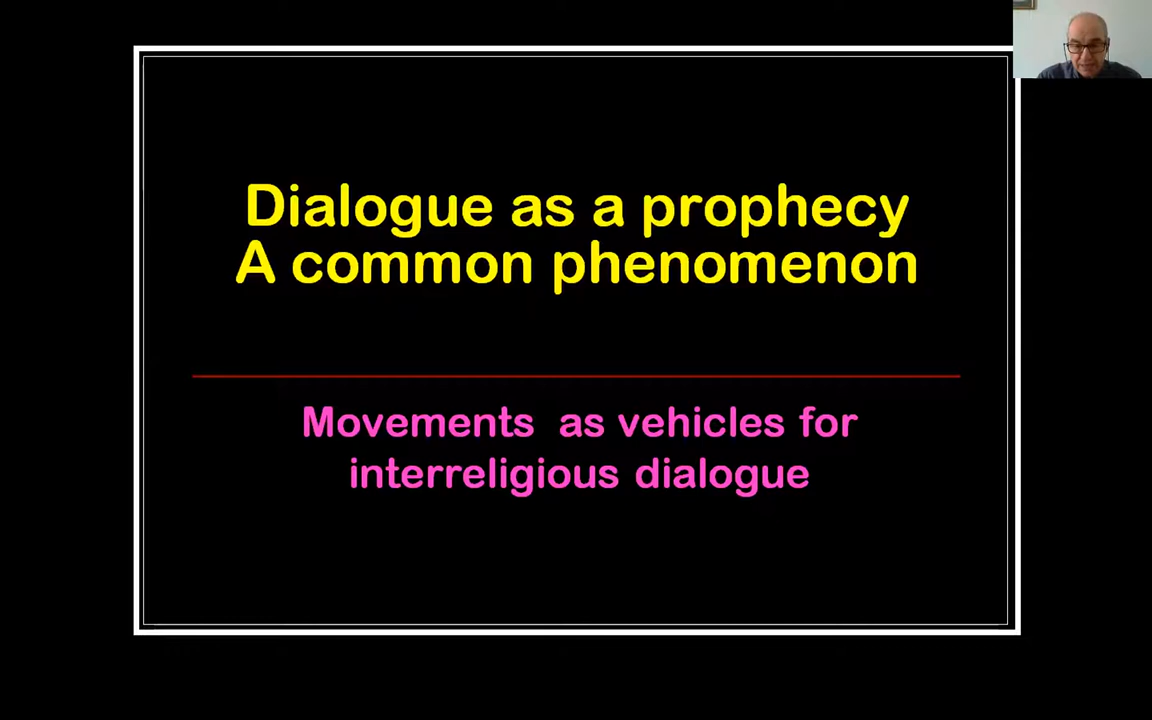 Dialogue as a prophecy
A common phenomenon
Movements as vehicles for
interreligious dialogue